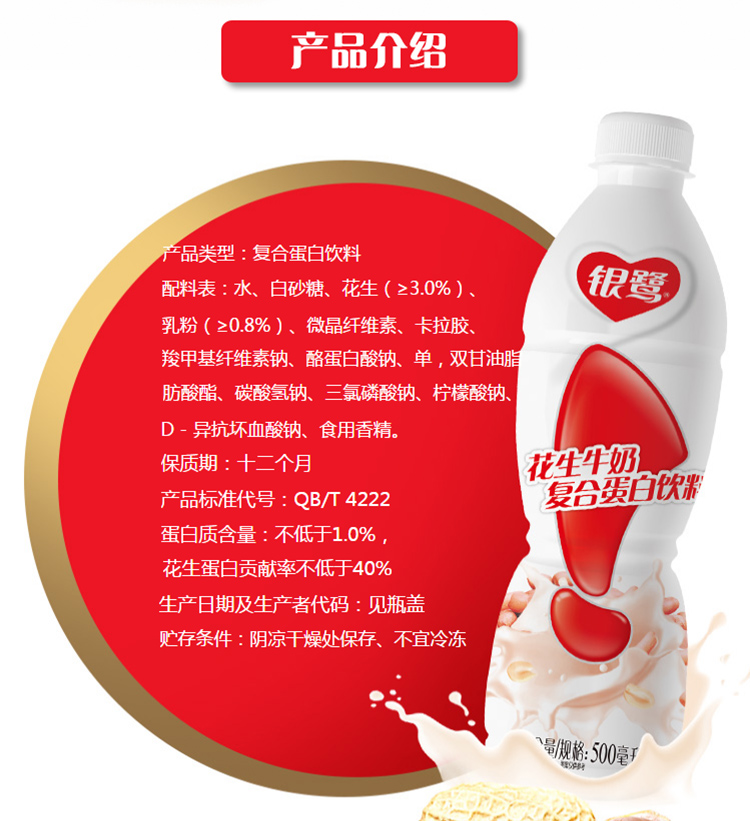 产品介绍
产品类型：复合蛋白饮料
配料表：水、白砂糖、花生（≥3.0%）、
乳粉（≥0.8%）、微晶纤维素、卡拉胶、
羧甲基纤维素钠、酪蛋白酸钠、单，双甘油脂
肪酸酯、碳酸氢钠、三氯磷酸钠、柠檬酸钠、
D - 异抗坏血酸钠、食用香精。
保质期：十二个月
产品标准代号：QB/T 4222
蛋白质含量：不低于1.0%，
花生蛋白贡献率不低于40%
生产日期及生产者代码：见瓶盖
贮存条件：阴凉干燥处保存、不宜冷冻
银鹭®
花生牛奶
复合蛋白饮料
量/规格：500毫升